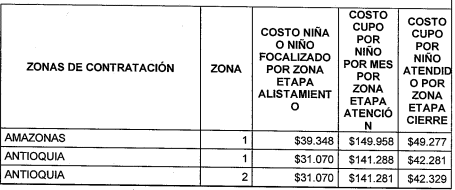 ZONAS DE CONTRATACIÓN
ZONA
COSTO NIÑA
O NIÑO
FOCALIZADO
POR ZONA
ETAPA
ALISTAMIENT
O
COSTO
CUPO
POR
NIÑO
POR MES
POR
ZONA
ETAPA
ATENCIÓ
N
COSTO
CUPO
POR
NIÑO
ATENDID
O POR
ZONA
ETAPA
CIERRE
AMAZONAS 1 $39.348 $149.958 $49.277
ANTIOQUIA 1 $31.070 $141.288 $42.281
ANTIOQUIA 2 $31.070 $141.281 $42.329